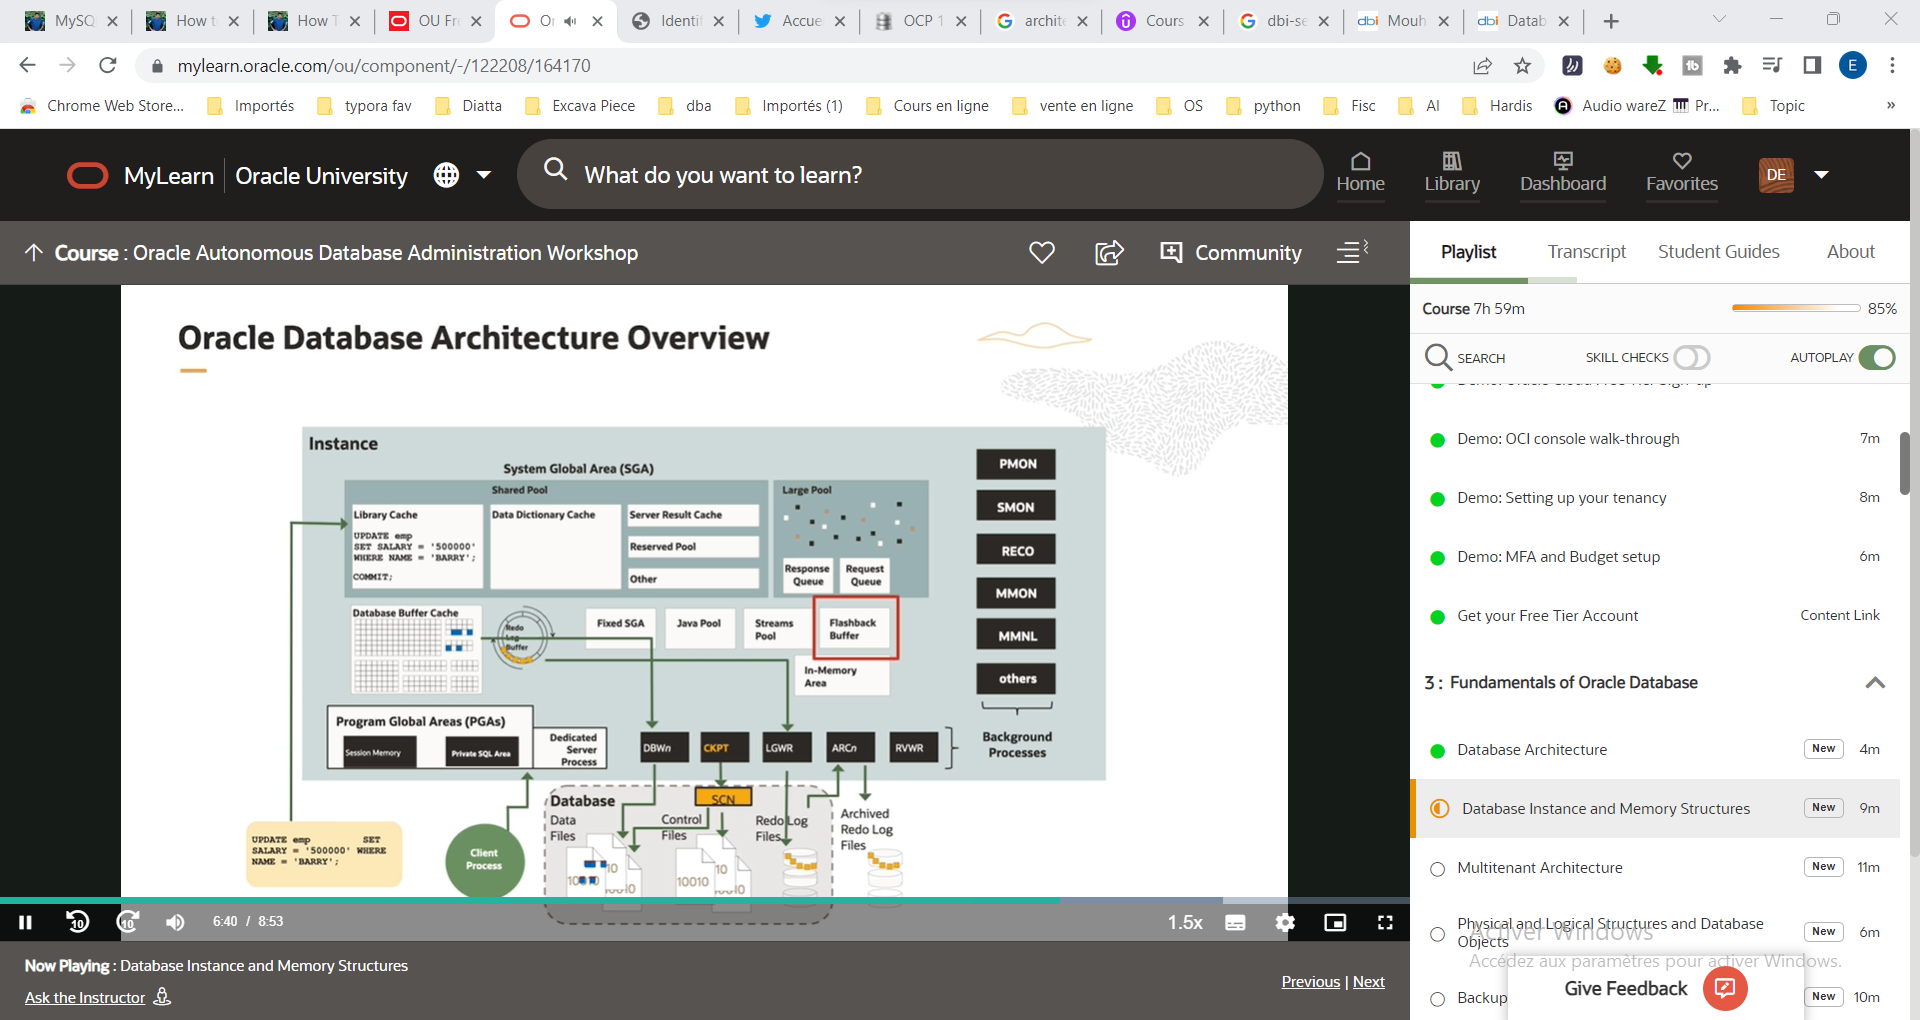 MySQ
How t
How T
OU Fr
Or
Identif
Accue
OCP 1
archite
Cours
dbi-se
Mouh
Datab
mylearn.oracle.com/ou/component/-/122208/164170
E
Chrome Web Store...
Importés
typora fav
Diatta
Excava Piece
dba
Importés (1)
Cours en ligne
vente en ligne
OS
python
Fisc
AI
Hardis
Audio wareZ
Pr...
Topic
»
MyLearn
Oracle University
What do you want to learn?
Home
Library
Dashboard
Favorites
DE
Course : Oracle Autonomous Database Administration Workshop
Community
Playlist
Transcript
Student Guides
About
Course 7h 59m
85%
SEARCH
SKILL CHECKS
AUTOPLAY
Demo: Oracle Cloud Free Tier Sign-up
Demo: OCI console walk-through
7m
Demo: Setting up your tenancy
8m
Demo: MFA and Budget setup
6m
Get your Free Tier Account
Content Link
3 : Fundamentals of Oracle Database
Database Architecture
New
4m
Database Instance and Memory Structures
New
9m
Multitenant Architecture
New
11m
Physical and Logical Structures and Database
Objects
New
6m
Activer Windows
Accédez aux paramètres pour activer Windows.
Backup
New
10m
Give Feedback
Oracle Database Architecture Overview
Instance
System Global Area (SGA)
Shared Pool
Large Pool
Library Cache
UPDATE emp
SET SALARY = '500000'
WHERE NAME = 'BARRY';
COMMIT;
Data Dictionary Cache
Server Result Cache
Reserved Pool
Other
Response
Queue
Request
Queue
Database Buffer Cache
Redo
Log
Buffer
Fixed SGA
Java Pool
Streams
Pool
Flashback
Buffer
In-Memory
Area
PMON
SMON
RECO
MMON
MMNL
others
Background
Processes
Program Global Areas (PGAs)
Session Memory
Private SQL Area
Dedicated
Server
Process
DBWn
CKPT
LGWR
ARCn
RVWR
Database
SCN
Data
Files
Control
Files
Redo Log
Files
Archived
Redo Log
Files
UPDATE emp SET
SALARY = '500000' WHERE
NAME = 'BARRY';
Client
Process
10010
10
10
6:40 / 8:53
1.5x
Now Playing : Database Instance and Memory Structures
Ask the Instructor
Previous | Next